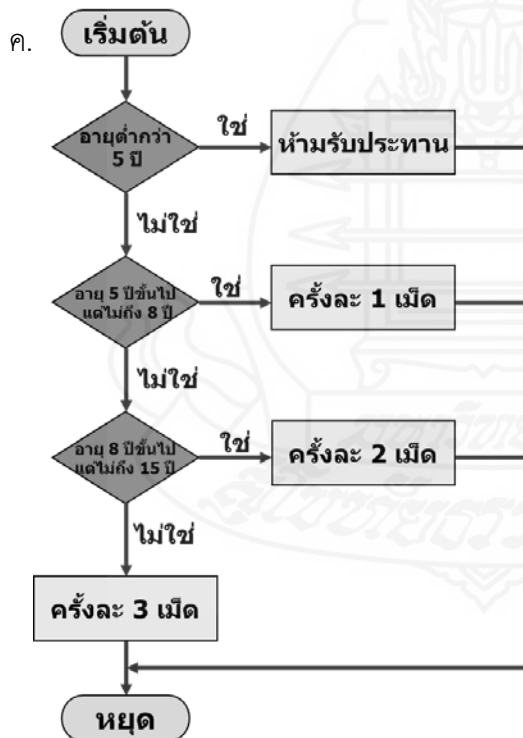 ค.
เริ่มต้น
อายุต่ำกว่า
5 ปี
ใช่
ห้ามรับประทาน
ไม่ใช่
อายุ 5 ปีขึ้นไป
แต่ไม่ถึง 8 ปี
ใช่
ครั้งละ 1 เม็ด
ไม่ใช่
อายุ 8 ปีขึ้นไป
แต่ไม่ถึง 15 ปี
ใช่
ครั้งละ 2 เม็ด
ไม่ใช่
ครั้งละ 3 เม็ด
หยุด